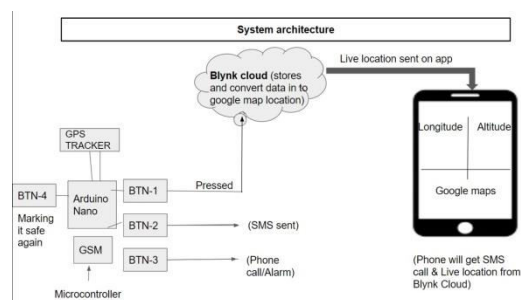 System architecture
Live location sent on app
Blynk cloud (stores
and convert data in to
google map location)
Longitude
Altitude
Google maps
GPS
TRACKER
BTN-4
Arduino
Nano
BTN-1
Pressed
Marking
it safe
again
BTN-2
(SMS sent)
GSM
BTN-3
(Phone
call/Alarm)
Microcontroller
(Phone will get SMS
call & Live location from
Blynk Cloud)